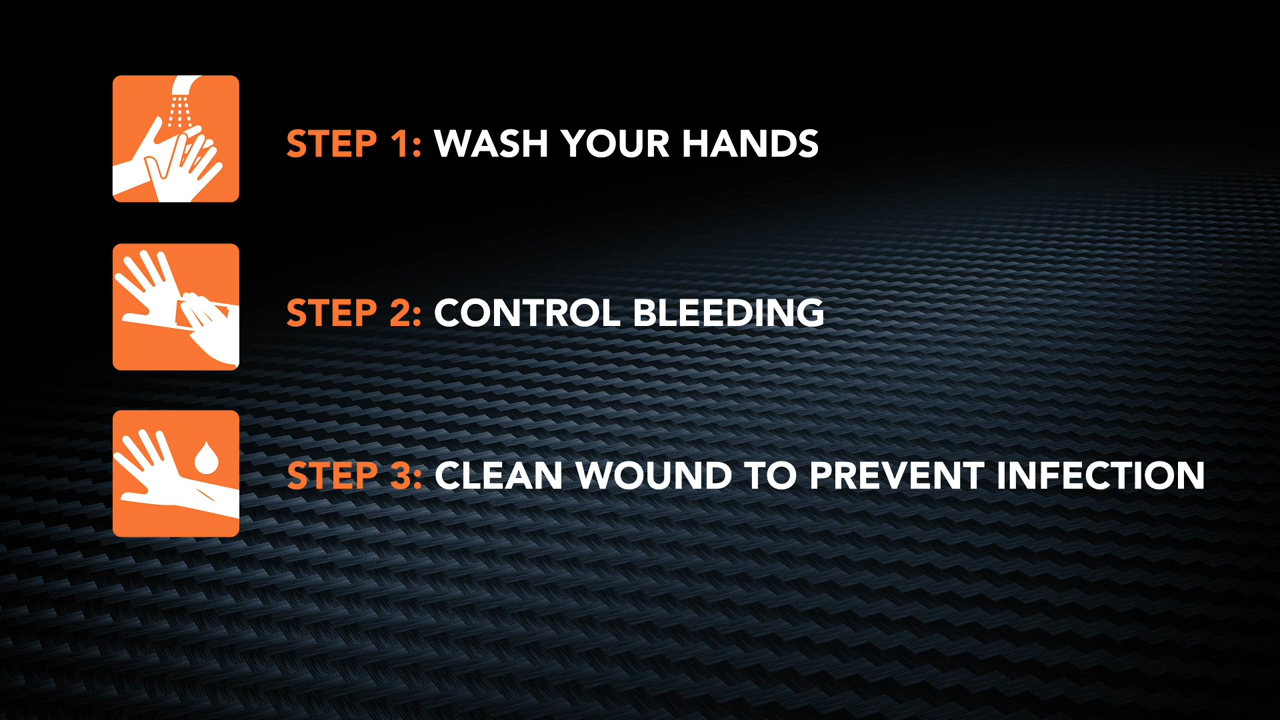 STEP 1: WASH YOUR HANDS
STEP 2: CONTROL BLEEDING
STEP 3: CLEAN WOUND TO PREVENT INFECTION